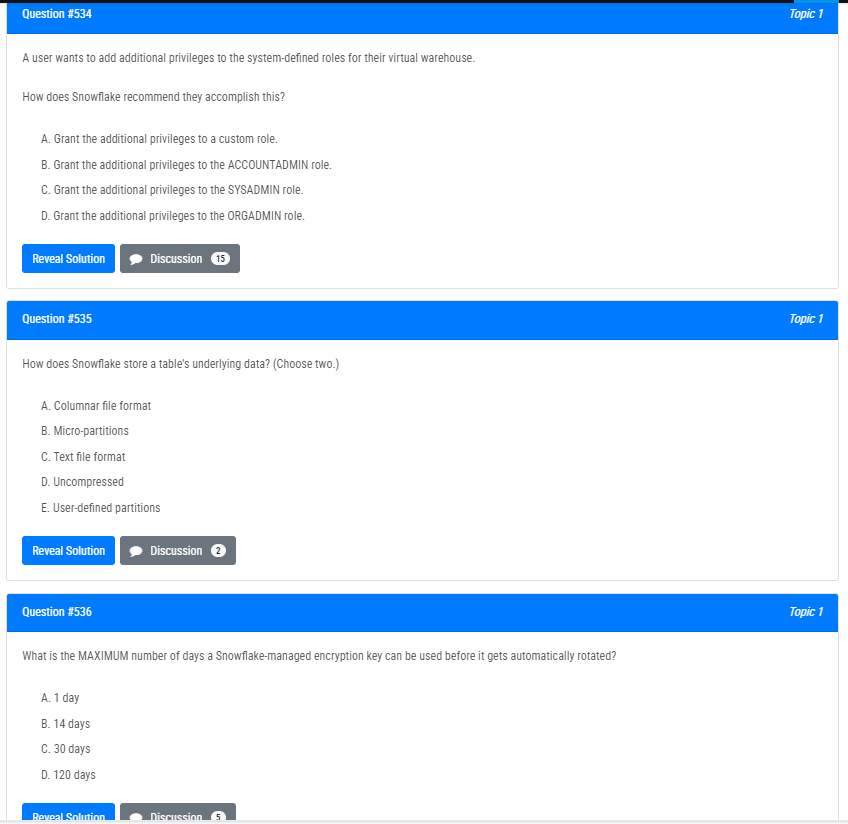 Question #534 Topic 1
A user wants to add additional privileges to the system-defined roles for their virtual warehouse.
How does Snowflake recommend they accomplish this?
A. Grant the additional privileges to a custom role.
B. Grant the additional privileges to the ACCOUNTADMIN role.
C. Grant the additional privileges to the SYSADMIN role.
D. Grant the additional privileges to the ORGADMIN role.
Reveal Solution Discussion 15
Question #535 Topic 1
How does Snowflake store a table's underlying data? (Choose two.)
A. Columnar file format
B. Micro-partitions
C. Text file format
D. Uncompressed
E. User-defined partitions
Reveal Solution Discussion 2
Question #536 Topic 1
What is the MAXIMUM number of days a Snowflake-managed encryption key can be used before it gets automatically rotated?
A. 1 day
B. 14 days
C. 30 days
D. 120 days
Reveal Solution Discussion 5